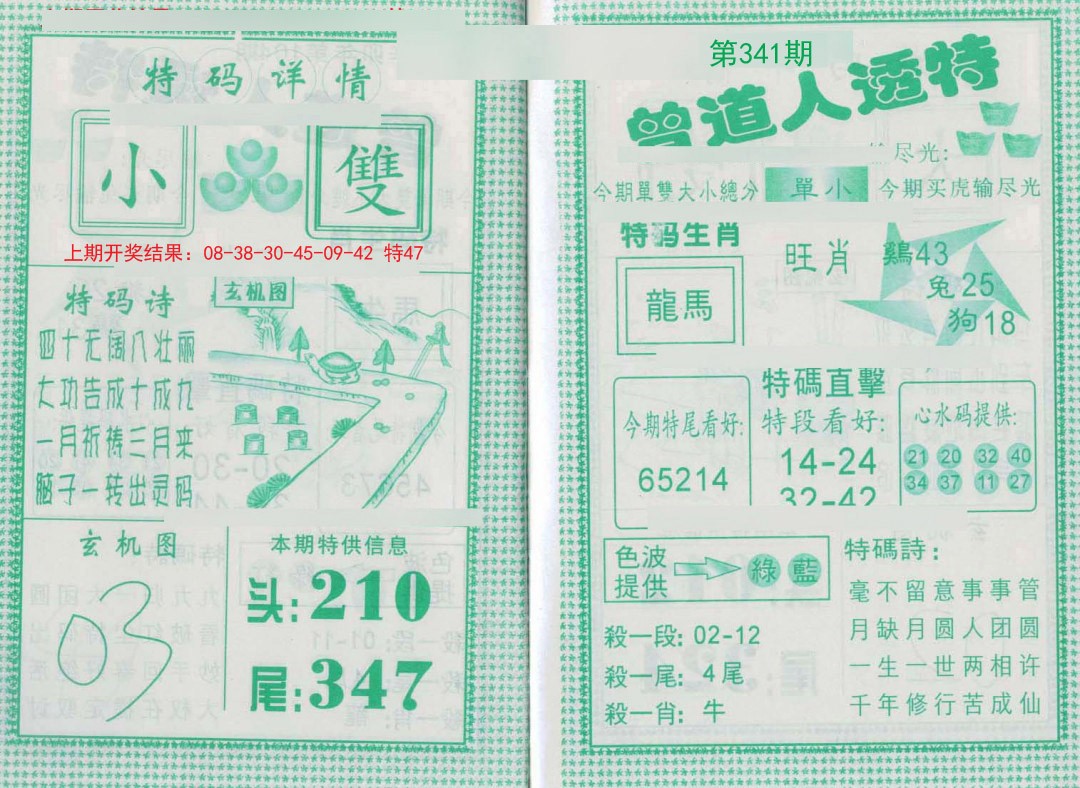 特码详情
小 雙
上期开奖结果：08-38-30-45-09-42 特47
特码诗
四十无阔八壮丽
大功告成十成九
一月祈祷三月来
脑子一转出灵码
玄机图
玄机图
本期特供信息
头:210
尾:347
第341期
曾道人透特
输尽光:
今期單雙大小總分 單小 今期买虎输尽光
特码生肖
龍馬
旺肖
鷄43
兔25
狗18
今期特尾看好:
65214
特碼直擊
特段看好:
14-24
32-42
心水码提供:
21 20 32 40
34 37 11 27
色波
提供
綠 藍
殺一段: 02-12
殺一尾: 4尾
殺一肖: 牛
特碼詩:
毫不留意事事管
月缺月圆人团圆
一生一世两相许
千年修行苦成仙